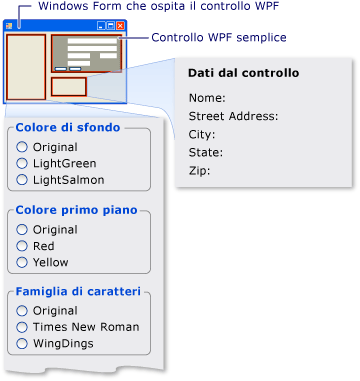 Windows Form che ospita il controllo WPF
Controllo WPF semplice
Dati dal controllo
Nome:
Street Address:
City:
State:
Zip:
Colore di sfondo
Original
LightGreen
LightSalmon
Colore primo piano
Original
Red
Yellow
Famiglia di caratteri
Original
Times New Roman
WingDings